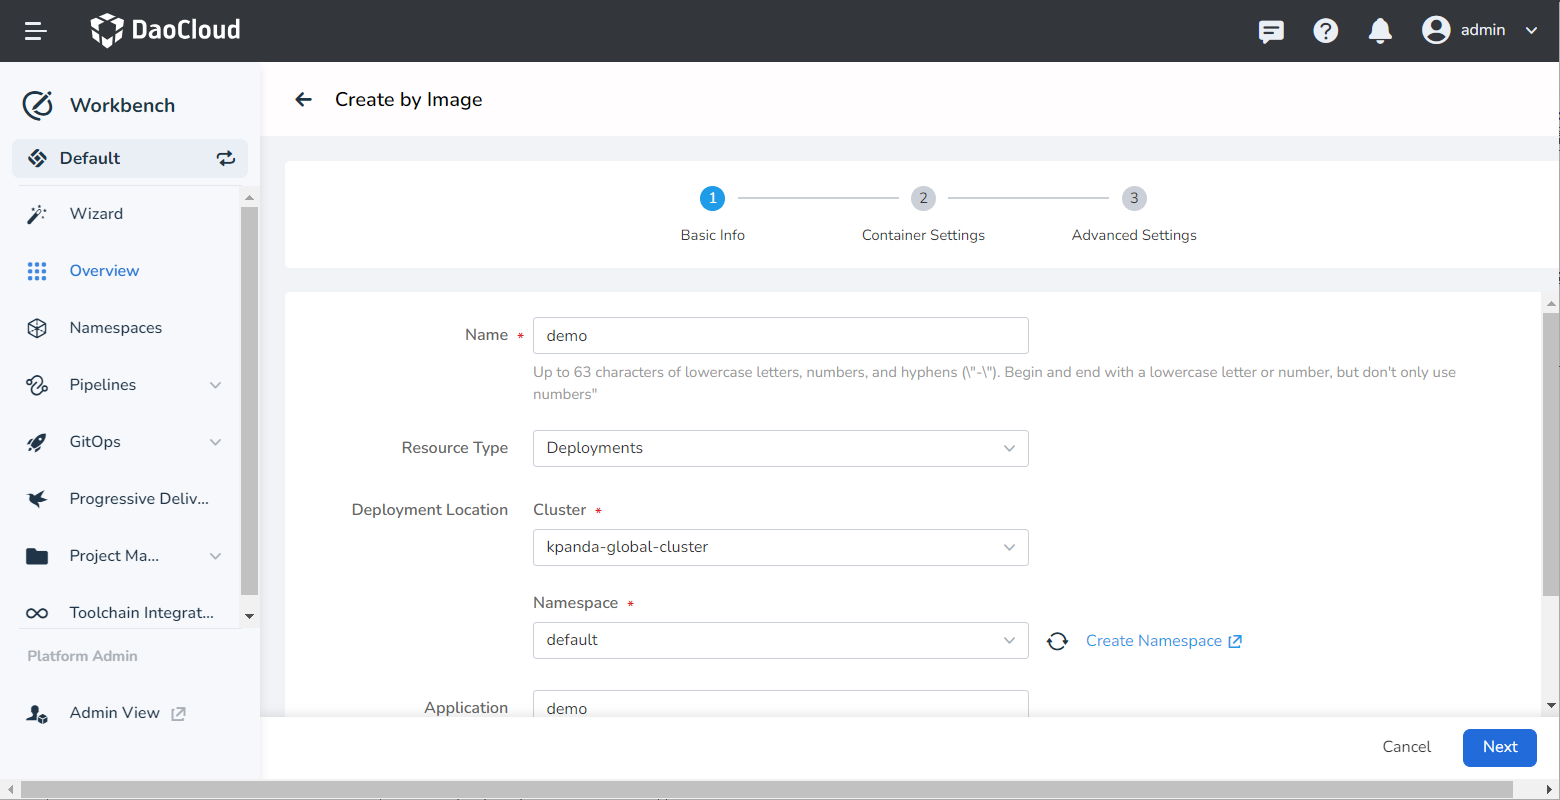 DaoCloud
admin
Workbench
Default
Wizard
Overview
Namespaces
Pipelines
GitOps
Progressive Deliv...
Project Ma...
Toolchain Integrat...
Platform Admin
Admin View
Create by Image
1
2
3
Basic Info
Container Settings
Advanced Settings
Name *
demo
Up to 63 characters of lowercase letters, numbers, and hyphens (\"-\"). Begin and end with a lowercase letter or number, but don't only use
numbers"
Resource Type
Deployments
Deployment Location
Cluster *
kpanda-global-cluster
Namespace *
default
Create Namespace
Application
demo
Cancel
Next